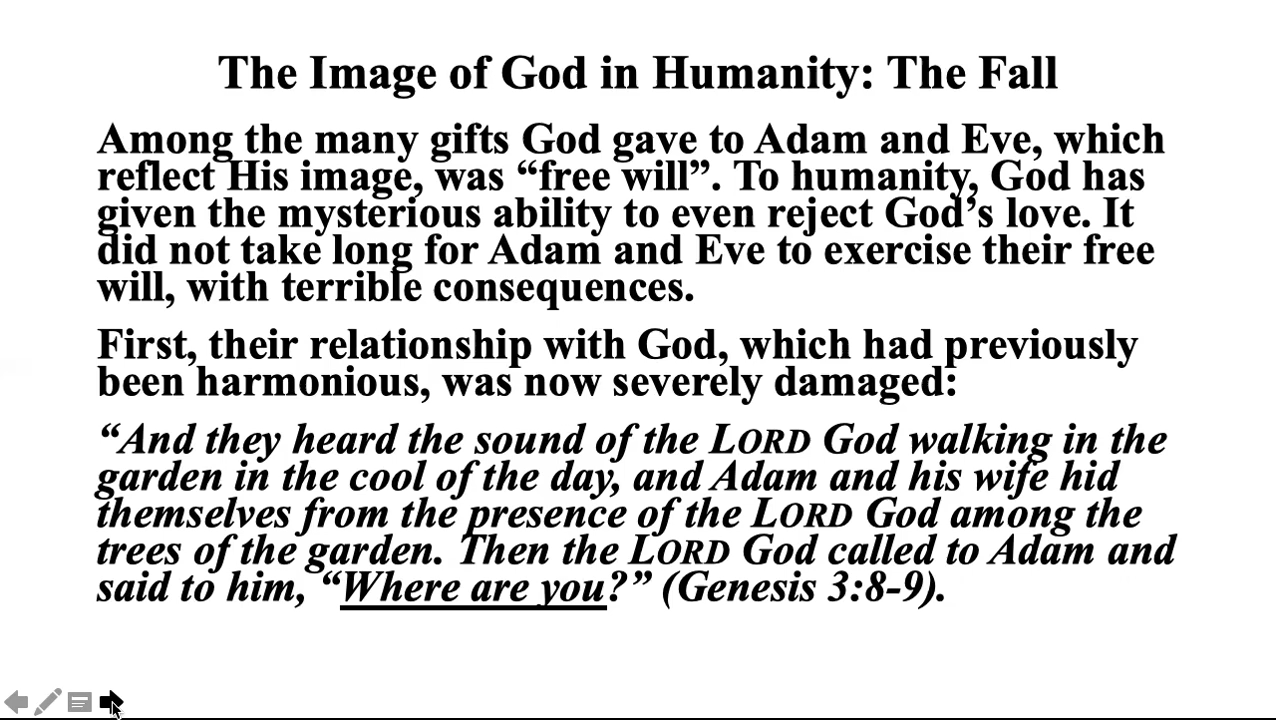 The Image of God in Humanity: The Fall
Among the many gifts God gave to Adam and Eve, which
reflect His image, was “free will”. To humanity, God has
given the mysterious ability to even reject God’s love. It
did not take long for Adam and Eve to exercise their free
will, with terrible consequences.
First, their relationship with God, which had previously
been harmonious, was now severely damaged:
“And they heard the sound of the LORD God walking in the
garden in the cool of the day, and Adam and his wife hid
themselves from the presence of the LORD God among the
trees of the garden. Then the LORD God called to Adam and
said to him, “Where are you?” (Genesis 3:8-9).